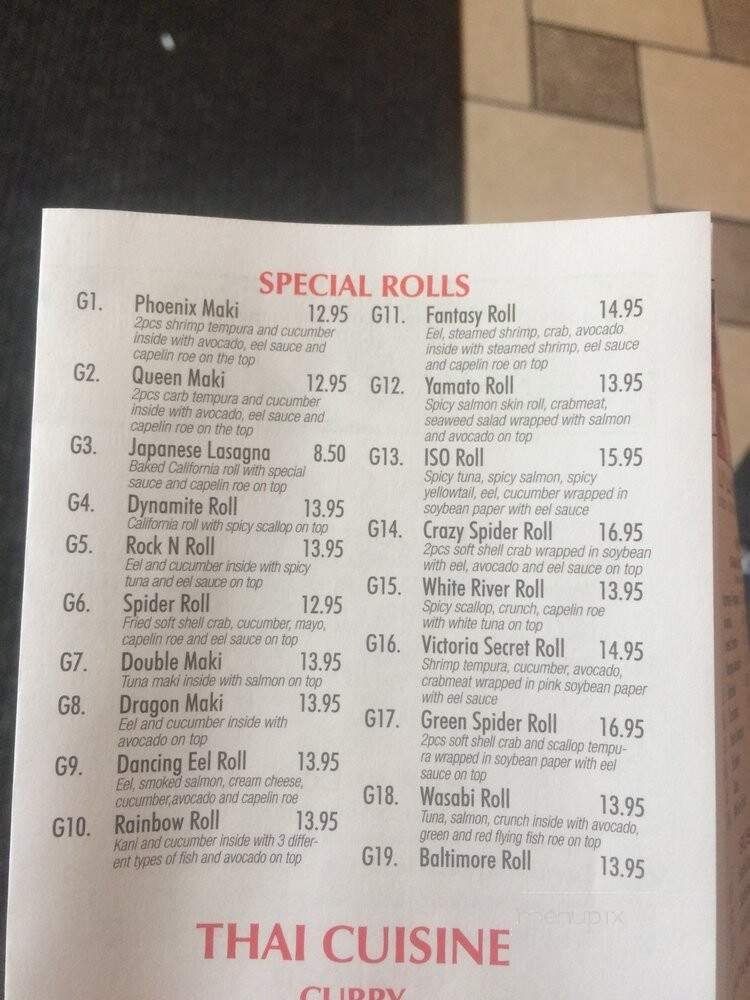 SPECIAL ROLLS
G1. Phoenix Maki 12.95
2pcs shrimp tempura and cucumber
inside with avocado, eel sauce and
capelin roe on the top
G2. Queen Maki 12.95
2pcs carb tempura and cucumber
inside with avocado, eel sauce and
capelin roe on the top
G3. Japanese Lasagna 8.50
Baked California roll with special
sauce and capelin roe on top
G4. Dynamite Roll 13.95
California roll with spicy scallop on top
G5. Rock N Roll 13.95
Eel and cucumber inside with spicy
tuna and eel sauce on top
G6. Spider Roll 12.95
Fried soft shell crab, cucumber, mayo,
capelin roe and eel sauce on top
G7. Double Maki 13.95
Tuna maki inside with salmon on top
G8. Dragon Maki 13.95
Eel and cucumber inside with
avocado on top
G9. Dancing Eel Roll 13.95
Eel, smoked salmon, cream cheese,
cucumber,avocado and capelin roe
G10. Rainbow Roll 13.95
Kani and cucumber inside with 3 differ-
ent types of fish and avocado on top
G11. Fantasy Roll 14.95
Eel, steamed shrimp, crab, avocado
inside with steamed shrimp, eel sauce
and capelin roe on top
G12. Yamato Roll 13.95
Spicy salmon skin roll, crabmeat,
seaweed salad wrapped with salmon
and avocado on top
G13. ISO Roll 15.95
Spicy tuna, spicy salmon, spicy
yellowtail, eel, cucumber wrapped in
soybean paper with eel sauce
G14. Crazy Spider Roll 16.95
2pcs soft shell crab wrapped in soybean
with eel, avocado and eel sauce on top
G15. White River Roll 13.95
Spicy scallop, crunch, capelin roe
with white tuna on top
G16. Victoria Secret Roll 14.95
Shrimp tempura, cucumber, avocado,
crabmeat wrapped in pink soybean paper
with eel sauce
G17. Green Spider Roll 16.95
2pcs soft shell crab and scallop tempu-
ra wrapped in soybean paper with eel
sauce on top
G18. Wasabi Roll 13.95
Tuna, salmon, crunch inside with avocado,
green and red flying fish roe on top
G19. Baltimore Roll 13.95
menupix
THAI CUISINE
CURRY